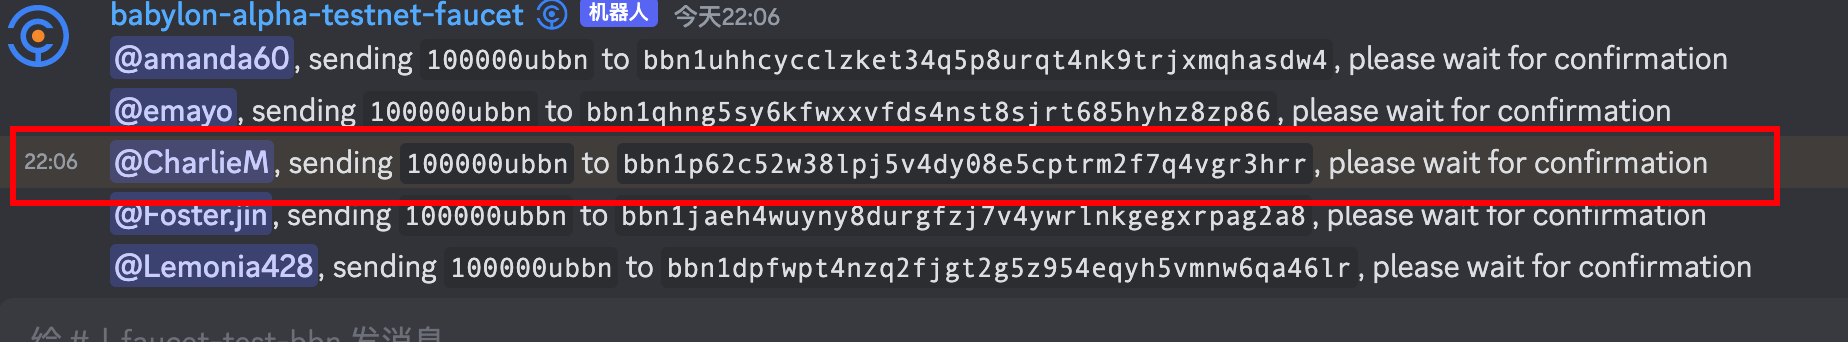 babylon-alpha-testnet-faucet 机器人 今天22:06
@amanda60, sending 100000ubbn to bbn1uhhcycclzket34q5p8urqt4nk9trjxmqhasdw4, please wait for confirmation
@emayo, sending 100000ubbn to bbn1qhng5sy6kfwxxvfds4nst8sjrt685hyhz8zp86, please wait for confirmation
22:06 @CharlieM, sending 100000ubbn to bbn1p62c52w38lpj5v4dy08e5cptrm2f7q4vgr3hrr, please wait for confirmation
@Foster.jin, sending 100000ubbn to bbn1jaeh4wuyny8durgfzj7v4ywrlnkgegxrpag2a8, please wait for confirmation
@Lemonia428, sending 100000ubbn to bbn1dpfwpt4nzq2fjgt2g5z954eqyh5vmnw6qa46lr, please wait for confirmation
给 # | faucet-test-bbn 发消息